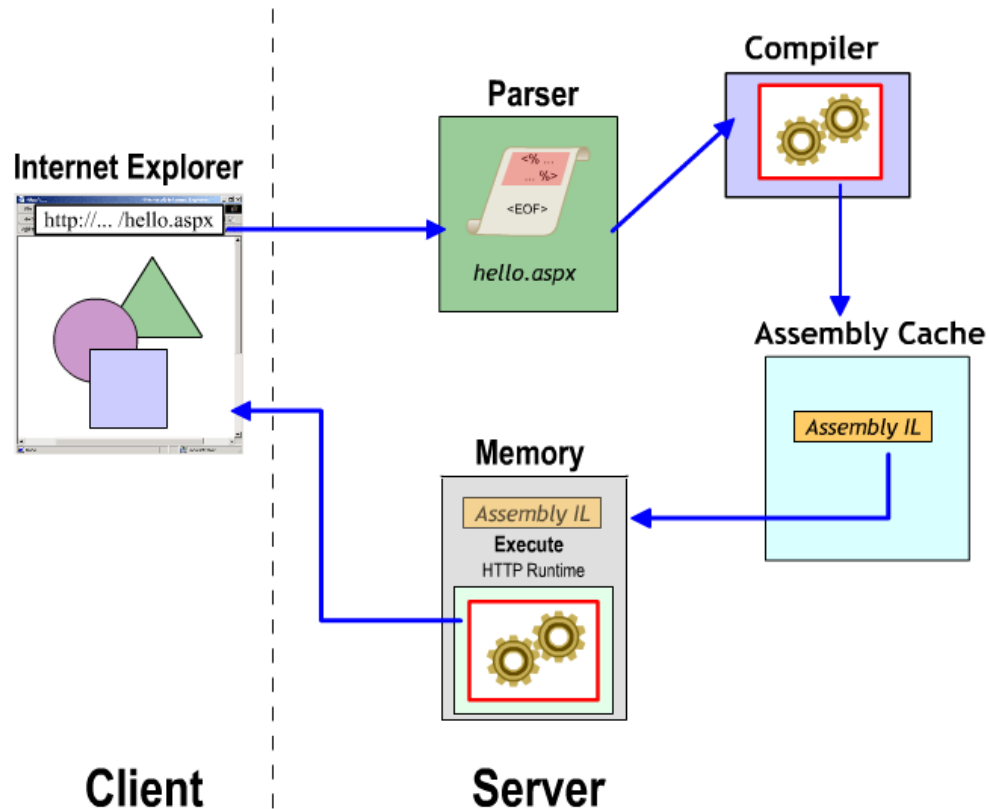 Compiler
Parser
<% ...
... %>
<EOF>
hello.aspx
Internet Explorer
http://... /hello.aspx
Assembly Cache
Assembly IL
Memory
Assembly IL
Execute
HTTP Runtime
Client
Server